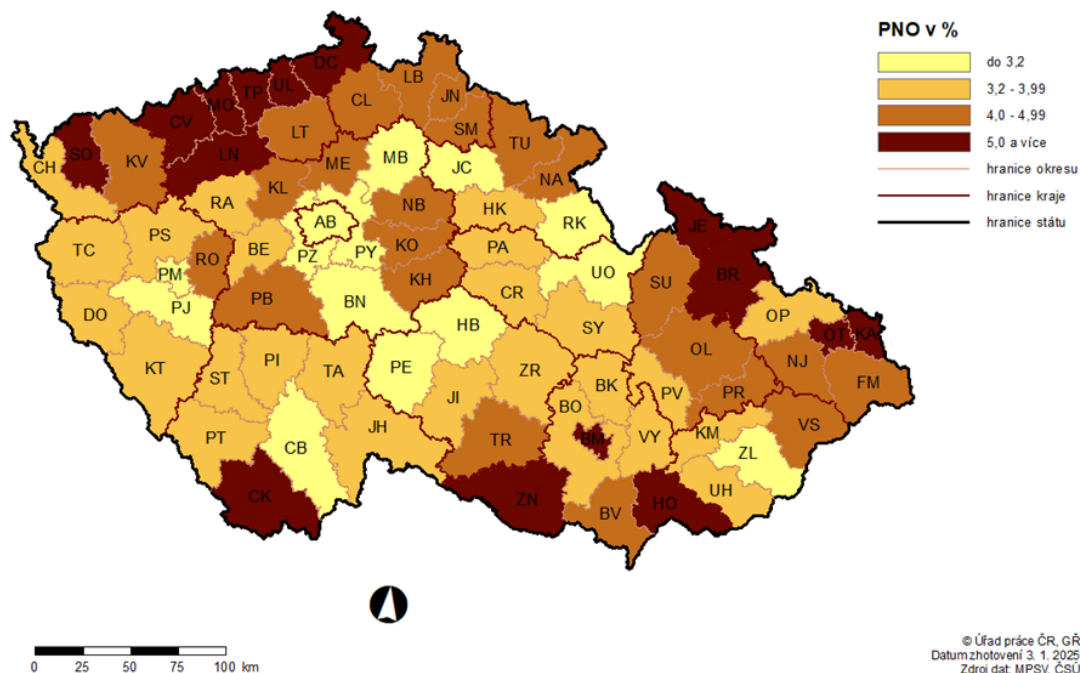 PNO v %
do 3,2
3,2 - 3,99
4,0 - 4,99
5,0 a více
hranice okresu
hranice kraje
hranice státu
DC
LB
UL
TP
MO
CL
JN
CV
LT
SM
TU
SO
KV
LN
ME
MB
JC
NA
CH
KL
RA
NB
HK
RK
AB
TC
PS
BE
RO
PZ
PY
KO
PA
JE
PM
UO
BR
SU
PB
KH
CR
DO
PJ
BN
HB
SY
OP
OT
KA
OL
NJ
KT
ST
PI
TA
PE
ZR
BK
PV
PR
FM
JI
BO
VS
PT
CB
JH
TR
BM
VY
KM
ZL
CK
ZN
BV
HO
UH
0 25 50 75 100 km
© Úřad práce ČR, GŘ
Datum zhotovení 3. 1. 2025
Zdroj dat: MPSV, ČSÚ